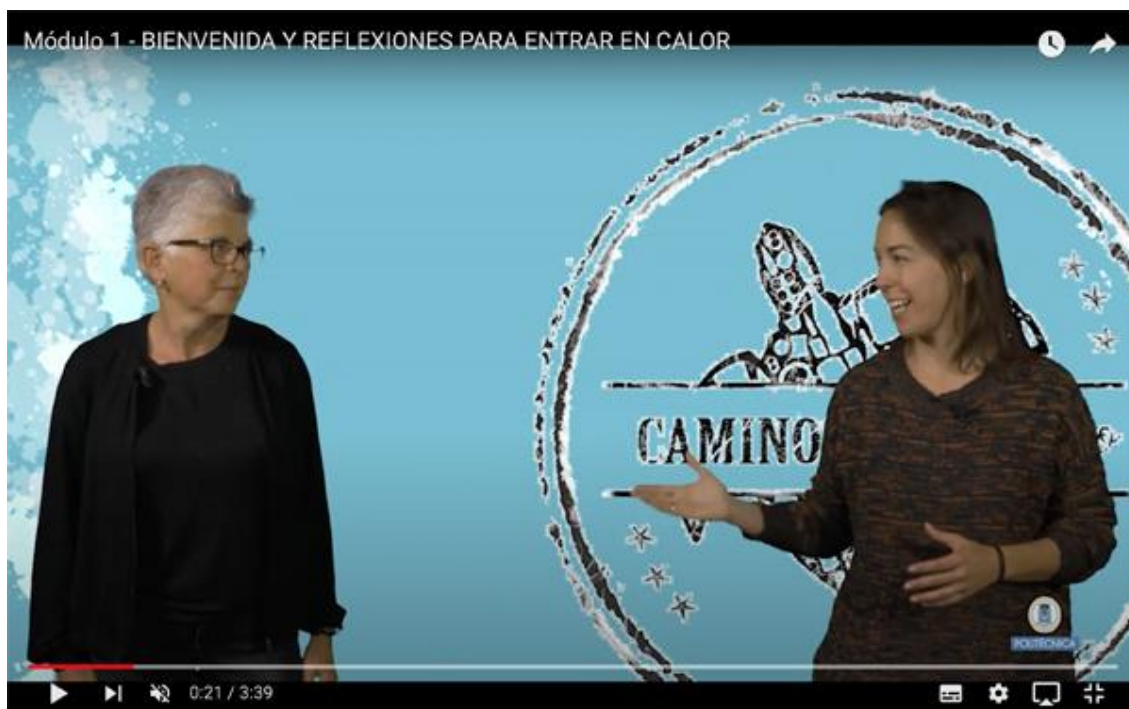 Módulo 1 - BIENVENIDA Y REFLEXIONES PARA ENTRAR EN CALOR
CAMINO
POLITÉCNICA
0:21 / 3:39